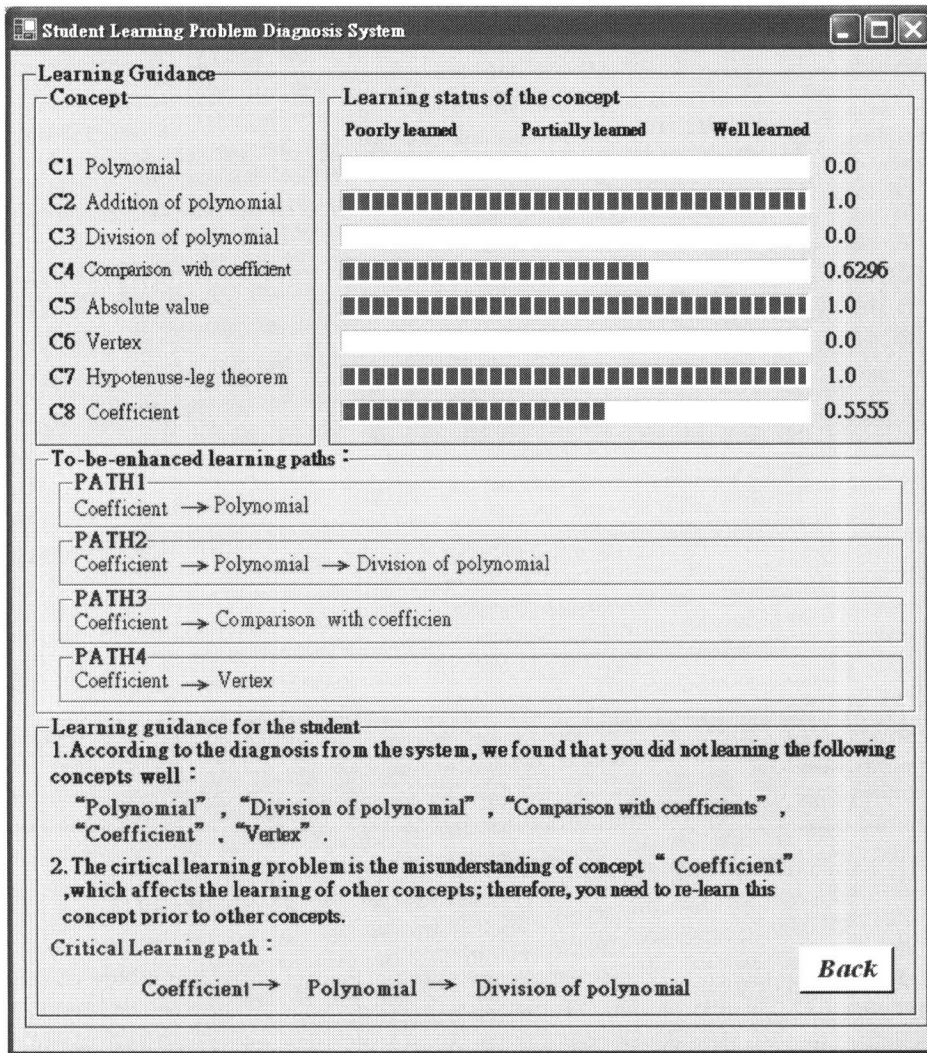 Student Learning Problem Diagnosis System
Learning Guidance
Concept
Learning status of the concept
Poorly learned Partially learned Well learned
C1 Polynomial 0.0
C2 Addition of polynomial 1.0
C3 Division of polynomial 0.0
C4 Comparison with coefficient 0.6296
C5 Absolute value 1.0
C6 Vertex 0.0
C7 Hypotenuse-leg theorem 1.0
C8 Coefficient 0.5555
To-be-enhanced learning paths：
PATH1
Coefficient → Polynomial
PATH2
Coefficient → Polynomial → Division of polynomial
PATH3
Coefficient → Comparison with coefficien
PATH4
Coefficient → Vertex
Learning guidance for the student
1.According to the diagnosis from the system, we found that you did not learning the following
concepts well：
“Polynomial” , “Division of polynomial” , “Comparison with coefficients” ,
“Coefficient” , “Vertex” .
2. The cirtical learning problem is the misunderstanding of concept “ Coefficient”
,which affects the learning of other concepts; therefore, you need to re-learn this
concept prior to other concepts.
Critical Learning path：
Coefficient → Polynomial → Division of polynomial
Back